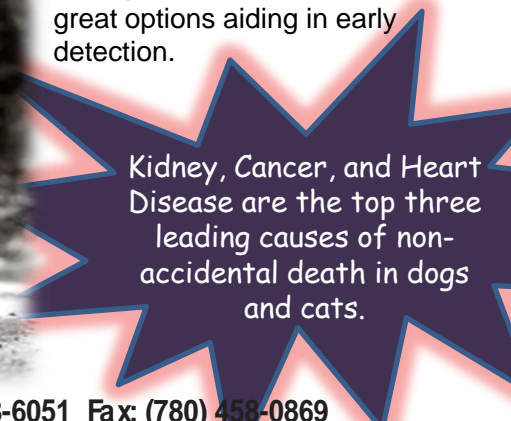 great options aiding in early
detection.
Kidney, Cancer, and Heart
Disease are the top three
leading causes of non-
accidental death in dogs
and cats.
-6051 Fax: (780) 458-0869